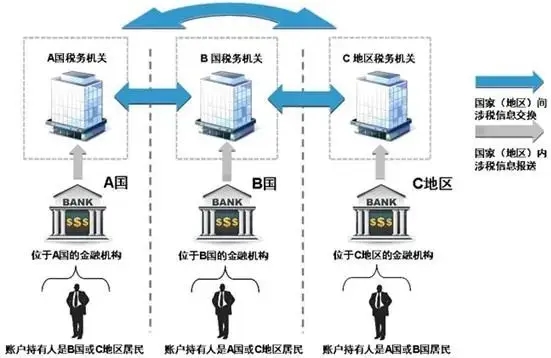 A国税务机关
B 国税务机关
C 地区税务机关
国家（地区）间
涉税信息交换
国家（地区）内
涉税信息报送
A国
B国
C地区
BANK
$$$
BANK
$$$
BANK
$$$
位于A国的金融机构
位于B国的金融机构
位于C地区的金融机构
账户持有人是B国或C地区居民
账户持有人是A国或C地区居民
账户持有人是A国或B国居民